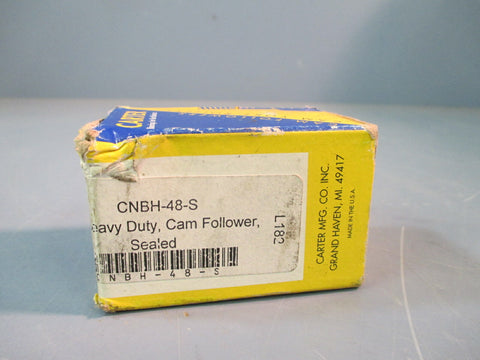 CARTER
CNBH-48-S
eavy Duty, Cam Follower,
Sealed
NBH-48-S
L182
CARTER MFG. CO. INC.
GRAND HAVEN, MI. 49417
MADE IN THE U.S.A.